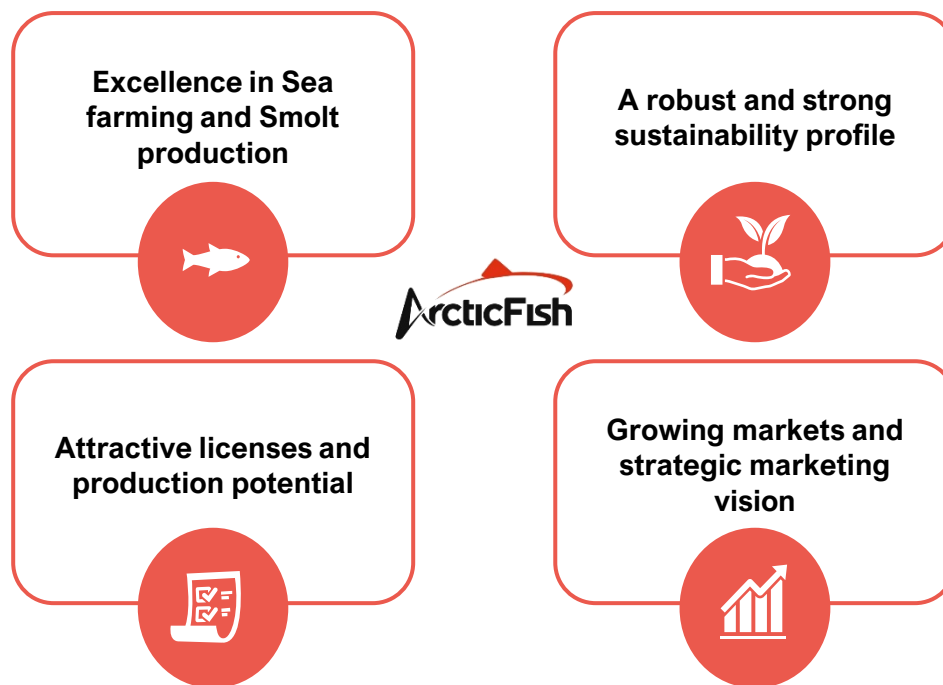 Excellence in Sea
farming and Smolt
production
A robust and strong
sustainability profile
ArcticFish
Attractive licenses and
production potential
Growing markets and
strategic marketing
vision